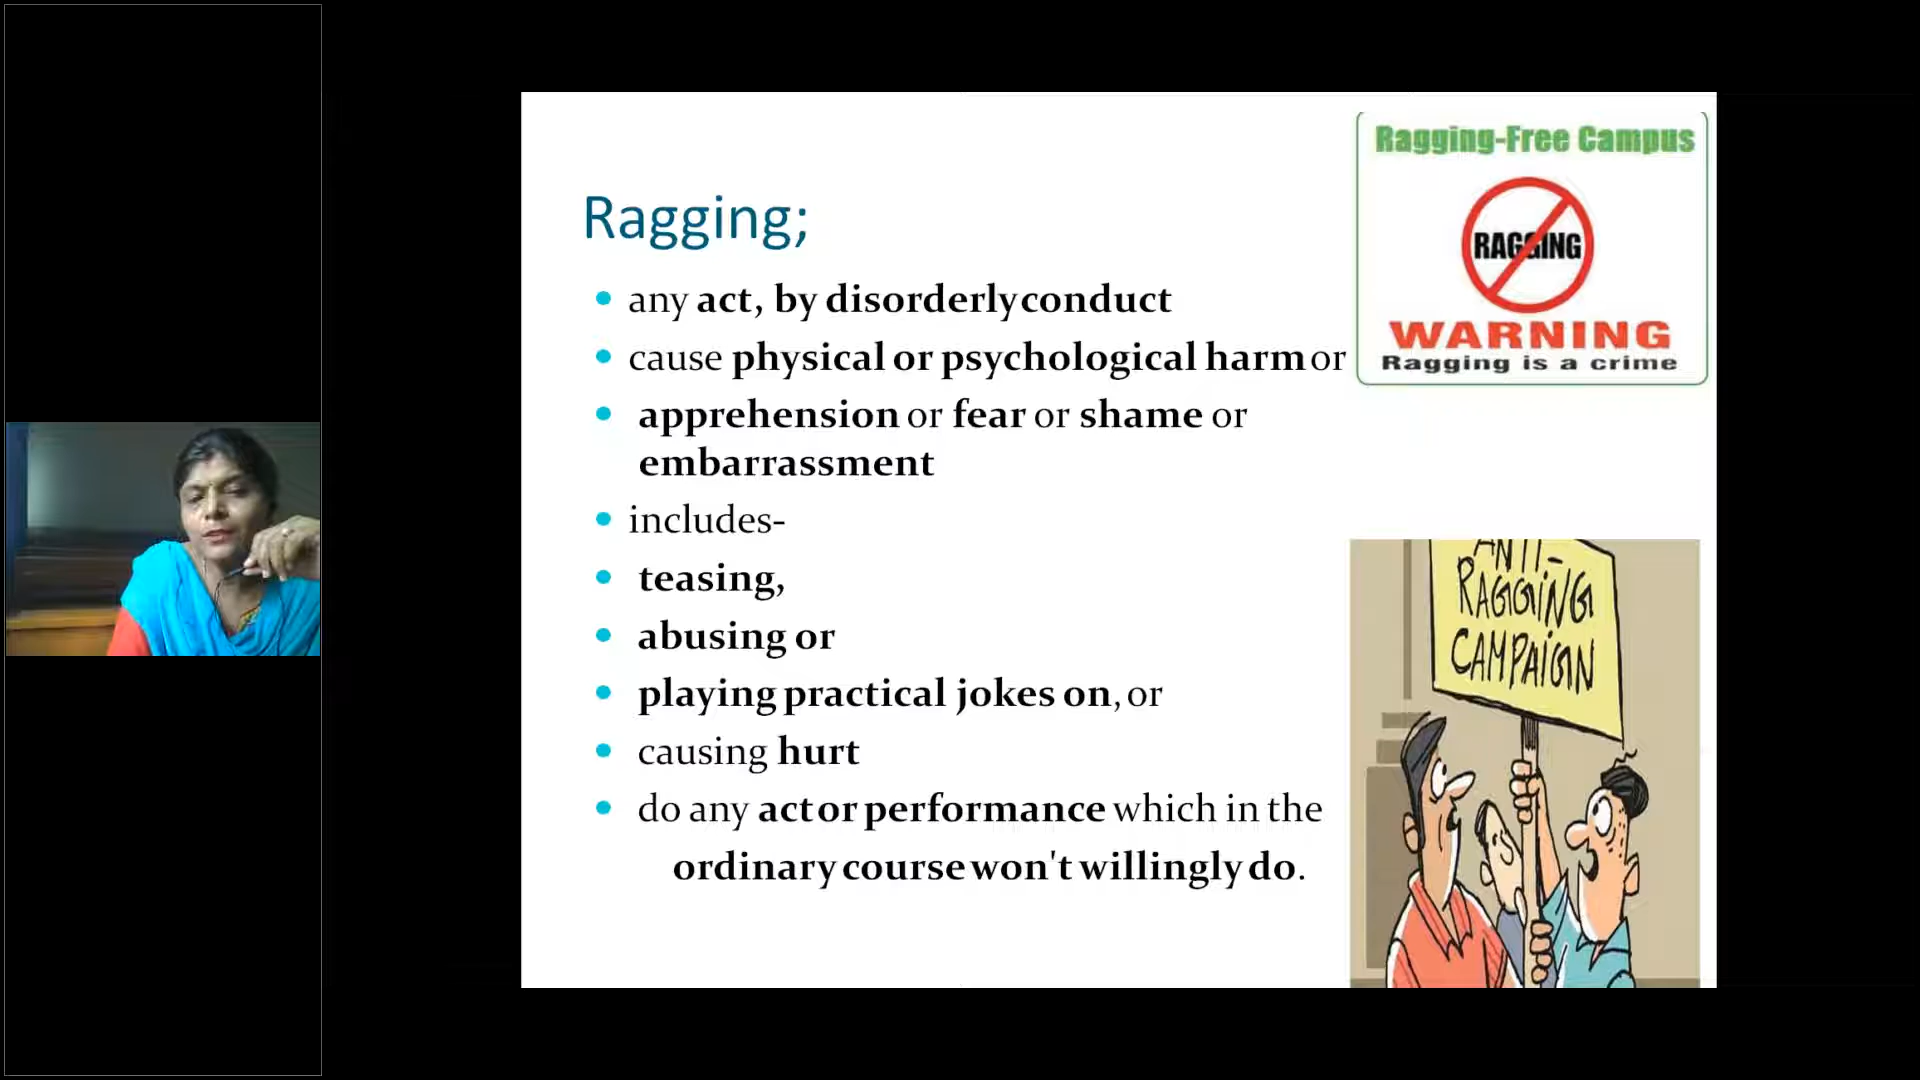 Ragging-Free Campus
RAGGING
WARNING
Ragging is a crime
Ragging;
any act, by disorderly conduct
cause physical or psychological harm or
apprehension or fear or shame or
embarrassment
includes-
teasing,
abusing or
playing practical jokes on, or
causing hurt
do any act or performance which in the
ordinary course won't willingly do.
ANTI-
RAGGING
CAMPAIGN